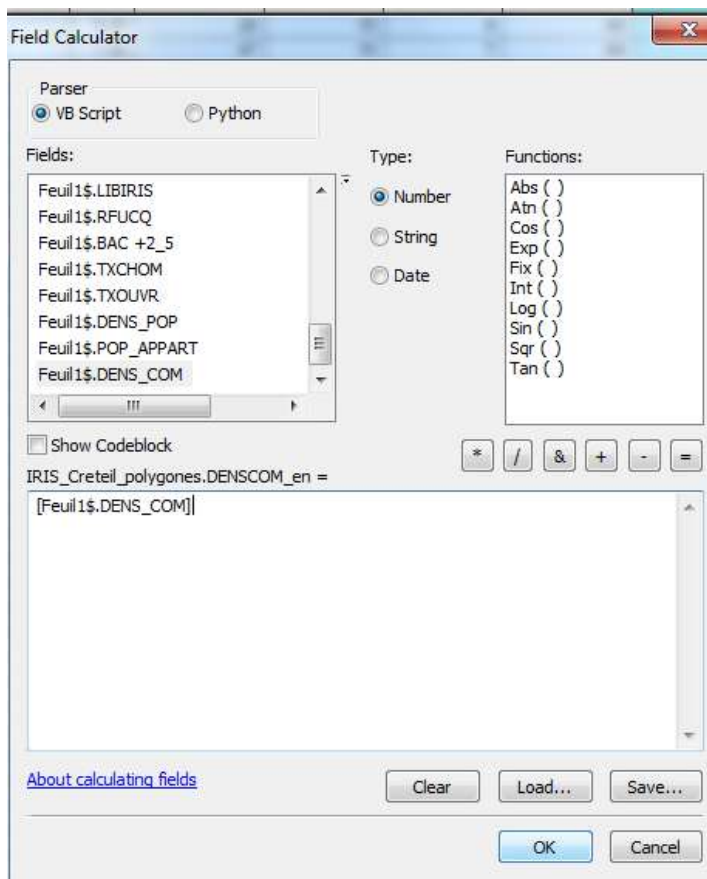 Field Calculator
Parser
VB Script Python
Fields:
Feuil1$.LIBIRIS
Feuil1$.RFUCQ
Feuil1$.BAC +2_5
Feuil1$.TXCHOM
Feuil1$.TXOUVR
Feuil1$.DENS_POP
Feuil1$.POP_APPART
Feuil1$.DENS_COM
Type:
Number
String
Date
Functions:
Abs ( )
Atn ( )
Cos ( )
Exp ( )
Fix ( )
Int ( )
Log ( )
Sin ( )
Sqr ( )
Tan ( )
Show Codeblock
* / & + - =
IRIS_Creteil_polygones.DENSCOM_en =
[Feuil1$.DENS_COM]
About calculating fields
Clear Load... Save...
OK Cancel